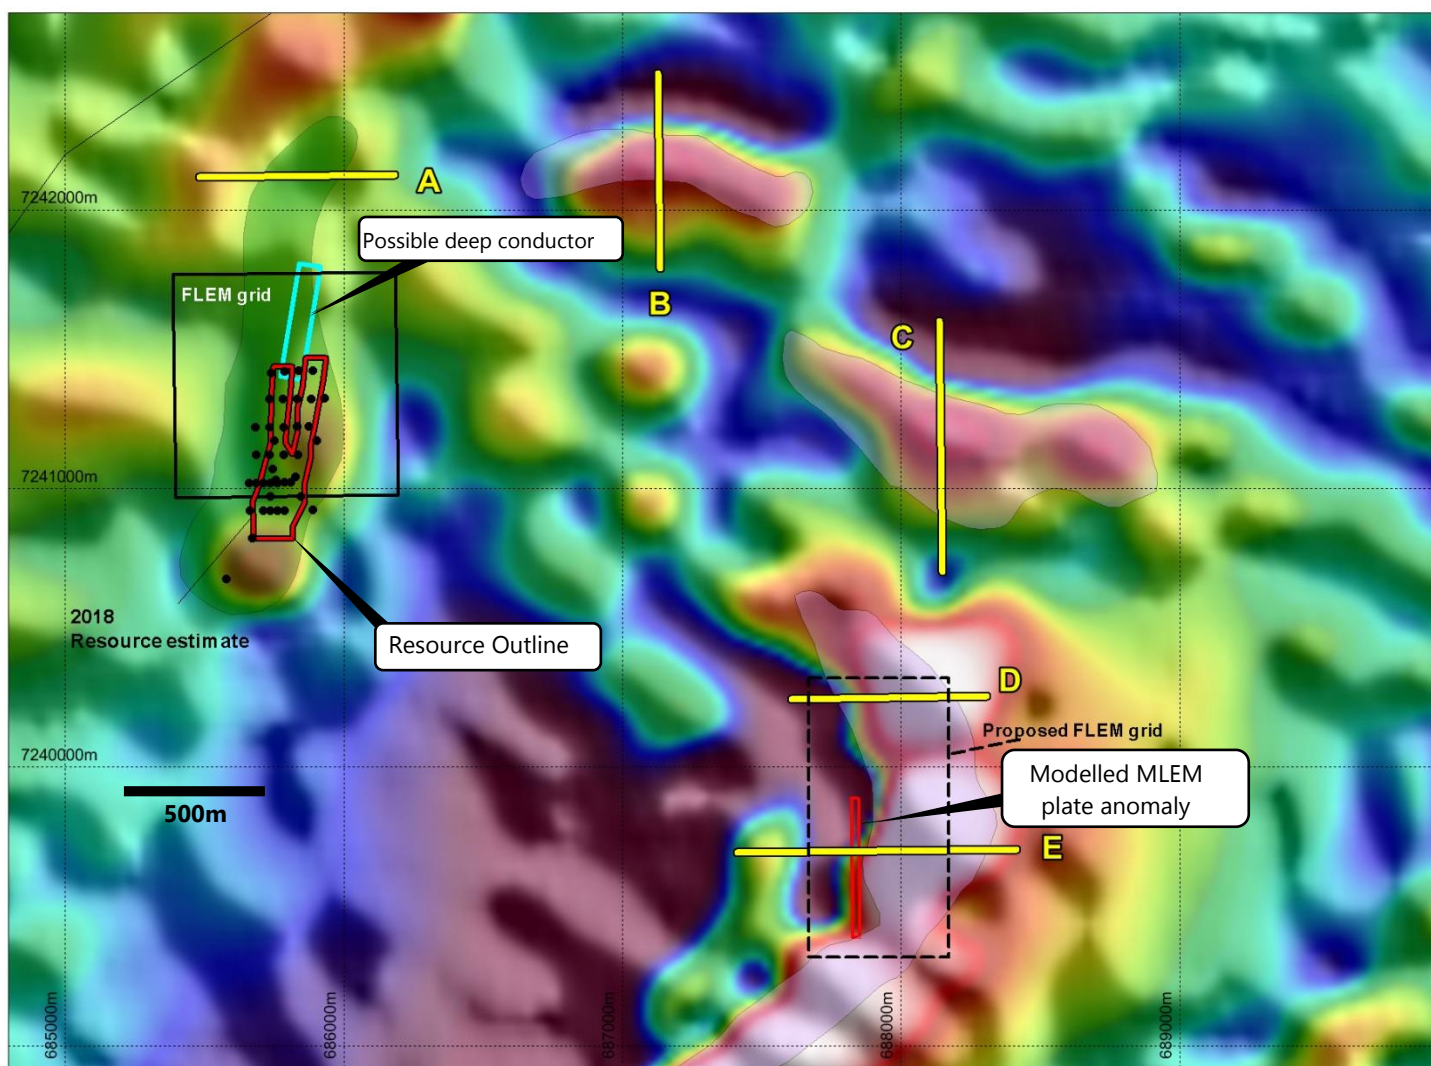 A
7242000m
Possible deep conductor
FLEM grid
B
C
7241000m
2018
Resource estimate
Resource Outline
D
Proposed FLEM grid
7240000m
Modelled MLEM
plate anomaly
500m
E
685000m
686000m
687000m
688000m
689000m